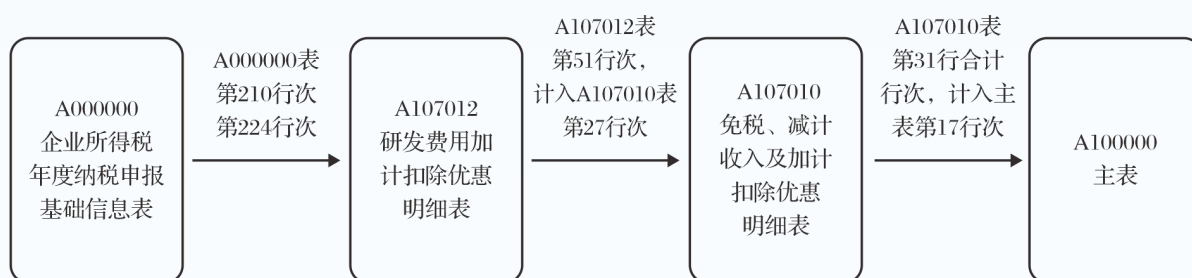 A000000
企业所得税
年度纳税申报
基础信息表
A000000表
第210行次
第224行次
A107012
研发费用加
计扣除优惠
明细表
A107012表
第51行次，
计入A107010表
第27行次
A107010
免税、减计
收入及加计
扣除优惠
明细表
A107010表
第31行合计
行次，计入主
表第17行次
A100000
主表